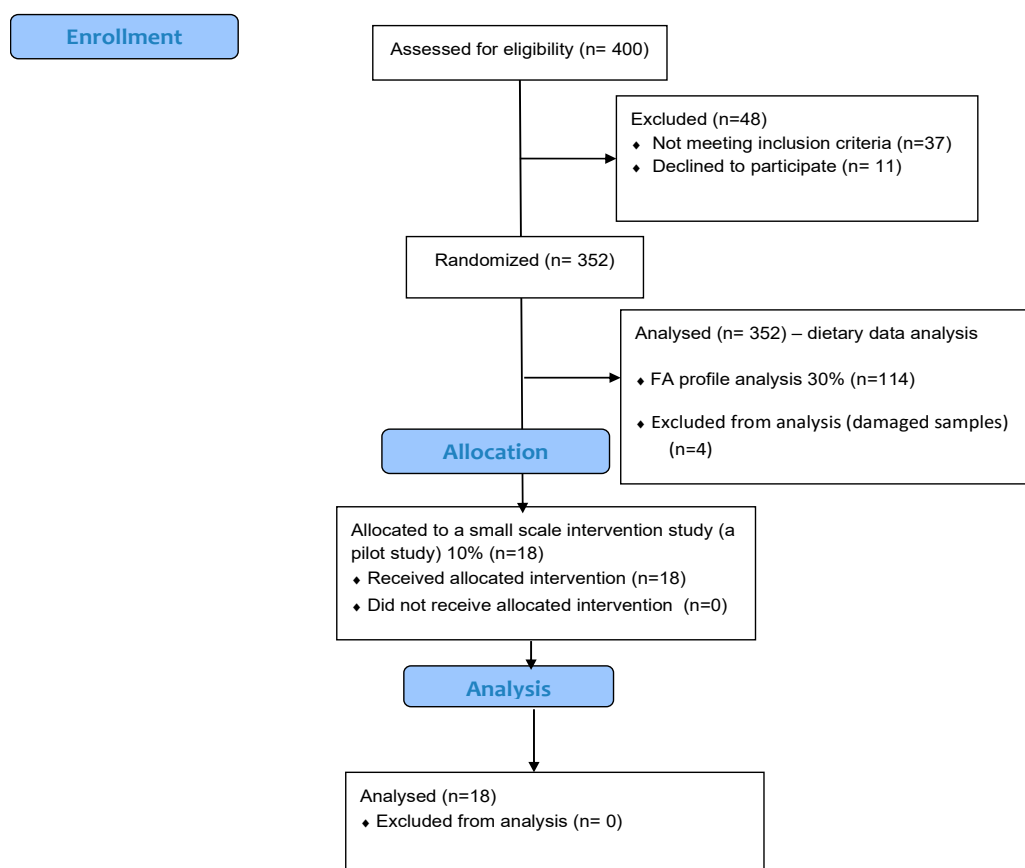 Enrollment
Assessed for eligibility (n= 400)
Excluded (n=48)
♦ Not meeting inclusion criteria (n=37)
♦ Declined to participate (n= 11)
Randomized (n= 352)
Analysed (n= 352) – dietary data analysis
♦ FA profile analysis 30% (n=114)
♦ Excluded from analysis (damaged samples)
(n=4)
Allocation
Allocated to a small scale intervention study (a
pilot study) 10% (n=18)
♦ Received allocated intervention (n=18)
♦ Did not receive allocated intervention (n=0)
Analysis
Analysed (n=18)
♦ Excluded from analysis (n= 0)